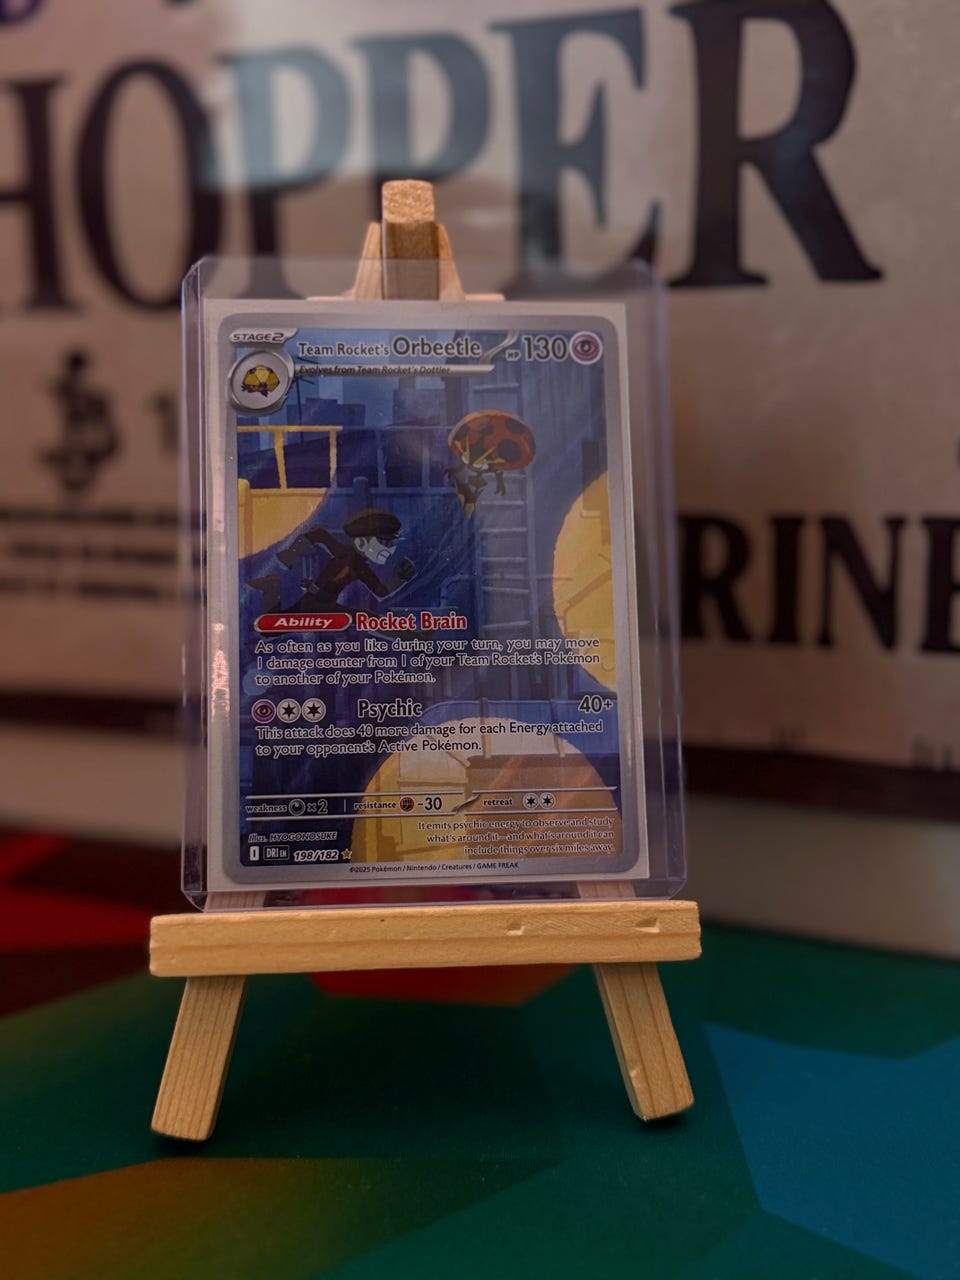 HOPPER
STAGE2
Team Rocket's Orbeetle HP 130
Evolves from Team Rocket's Dottler
RINE
Ability Rocket Brain
As often as you like during your turn, you may move
1 damage counter from 1 of your Team Rocket's Pokémon
to another of your Pokémon.
Psychic 40+
This attack does 40 more damage for each Energy attached
to your opponent's Active Pokémon.
weakness ×2 resistance -30 retreat
It emits psychic energy to observe and study
what's around it—and what's around it can
include things over six miles away.
Illus. HYOGONOSUKE
I DRI EN 198/182
©2025 Pokémon / Nintendo / Creatures / GAME FREAK